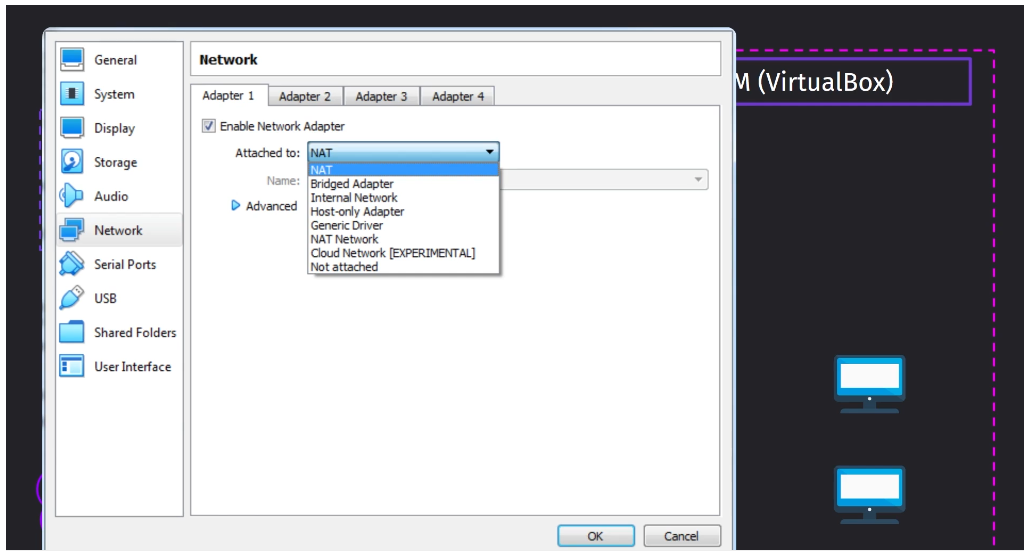 General
System
Display
Storage
Audio
Network
Serial Ports
USB
Shared Folders
User Interface
Network
Adapter 1 Adapter 2 Adapter 3 Adapter 4
Enable Network Adapter
Attached to: NAT
NAT
Bridged Adapter
Internal Network
Host-only Adapter
Generic Driver
NAT Network
Cloud Network [EXPERIMENTAL]
Not attached
Name:
Advanced
OK Cancel
M (VirtualBox)